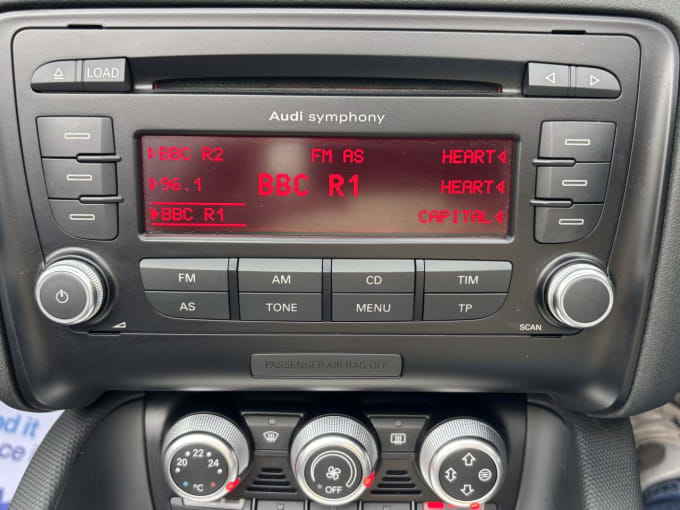 LOAD
Audi symphony
BBC R2 FM AS HEART
96.1 BBC R1 HEART
BBC R1 CAPITAL
FM AM CD TIM
AS TONE MENU TP
SCAN
PASSENGER AIR BAG OFF
20 22 24
°C
OFF